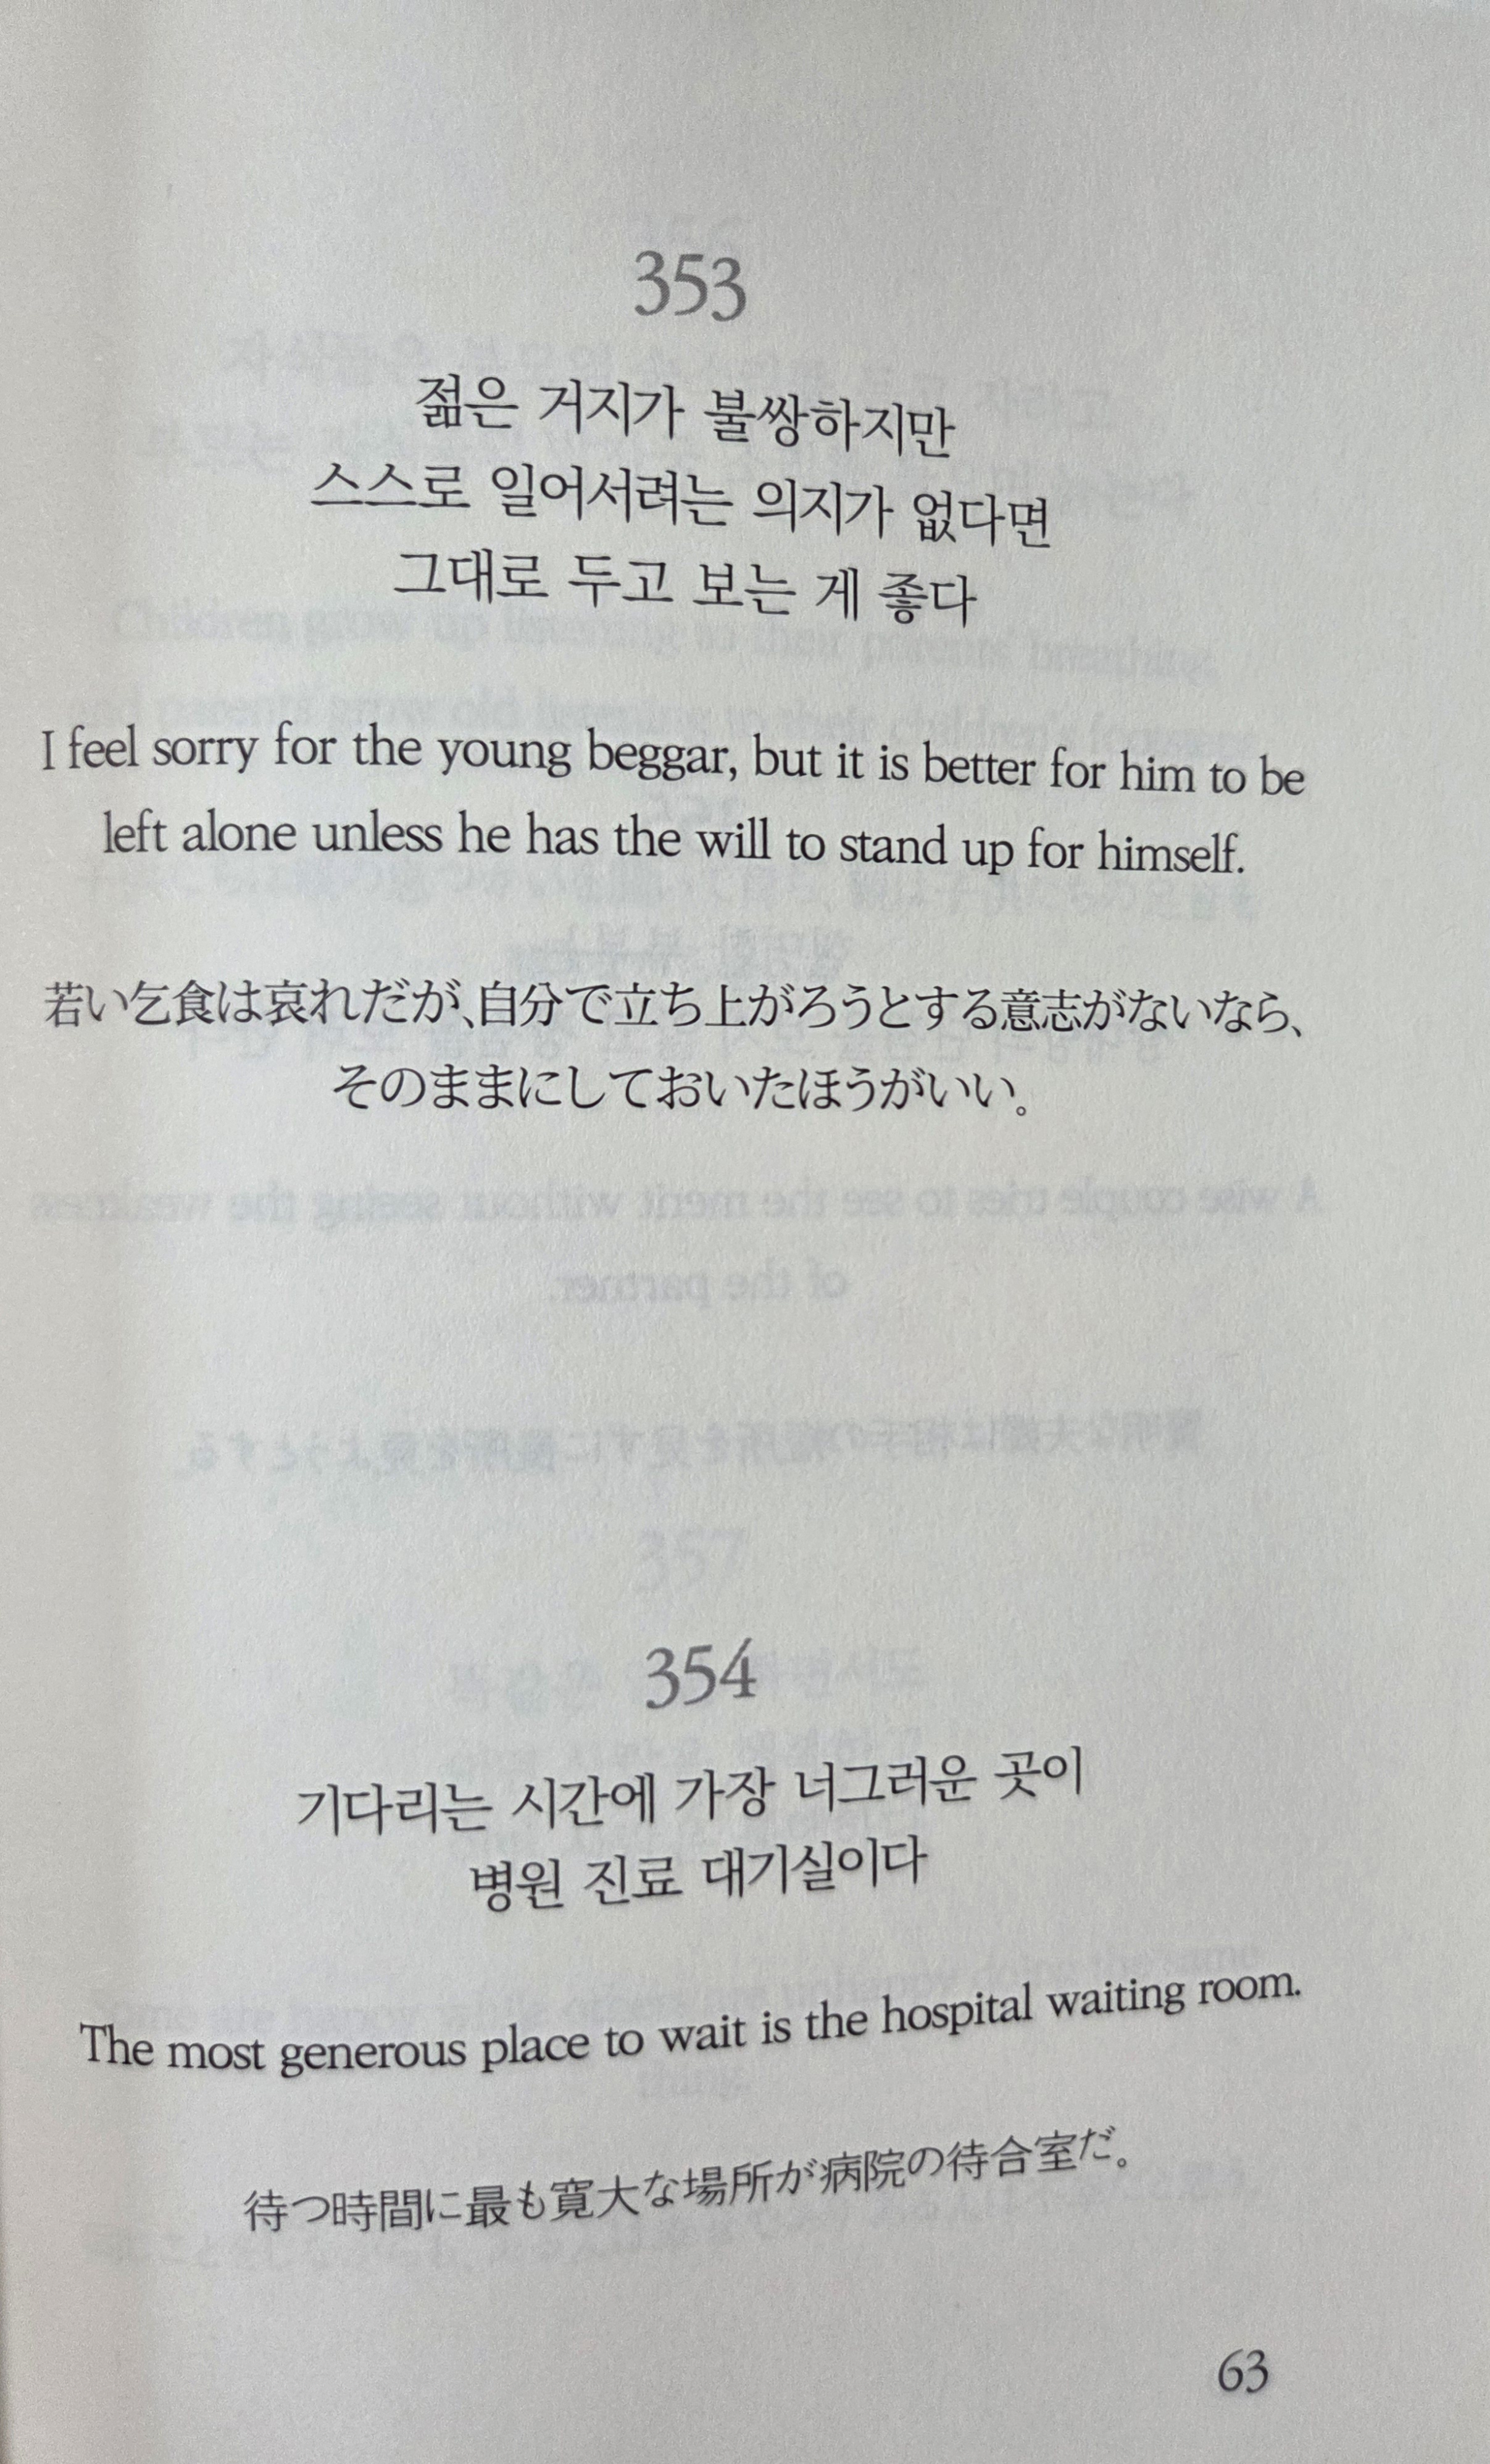 353
젊은 거지가 불쌍하지만
스스로 일어서려는 의지가 없다면
그대로 두고 보는 게 좋다
I feel sorry for the young beggar, but it is better for him to be
left alone unless he has the will to stand up for himself.
若い乞食は哀れだが、自分で立ち上がろうとする意志がないなら、
そのままにしておいたほうがいい。
354
기다리는 시간에 가장 너그러운 곳이
병원 진료 대기실이다
The most generous place to wait is the hospital waiting room.
待つ時間に最も寛大な場所が病院の待合室だ。
63